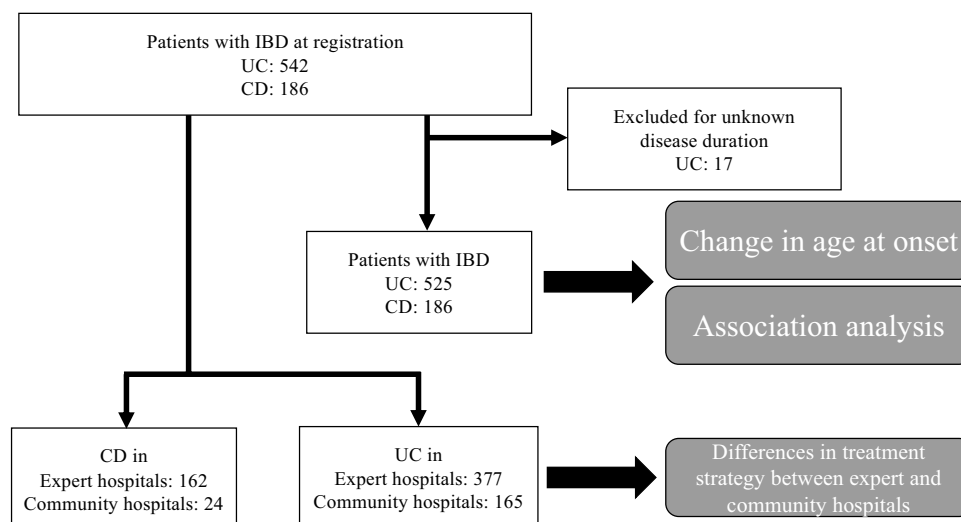 Patients with IBD at registration
UC: 542
CD: 186
Excluded for unknown
disease duration
UC: 17
Patients with IBD
UC: 525
CD: 186
Change in age at onset
Association analysis
CD in
Expert hospitals: 162
Community hospitals: 24
UC in
Expert hospitals: 377
Community hospitals: 165
Differences in treatment
strategy between expert and
community hospitals